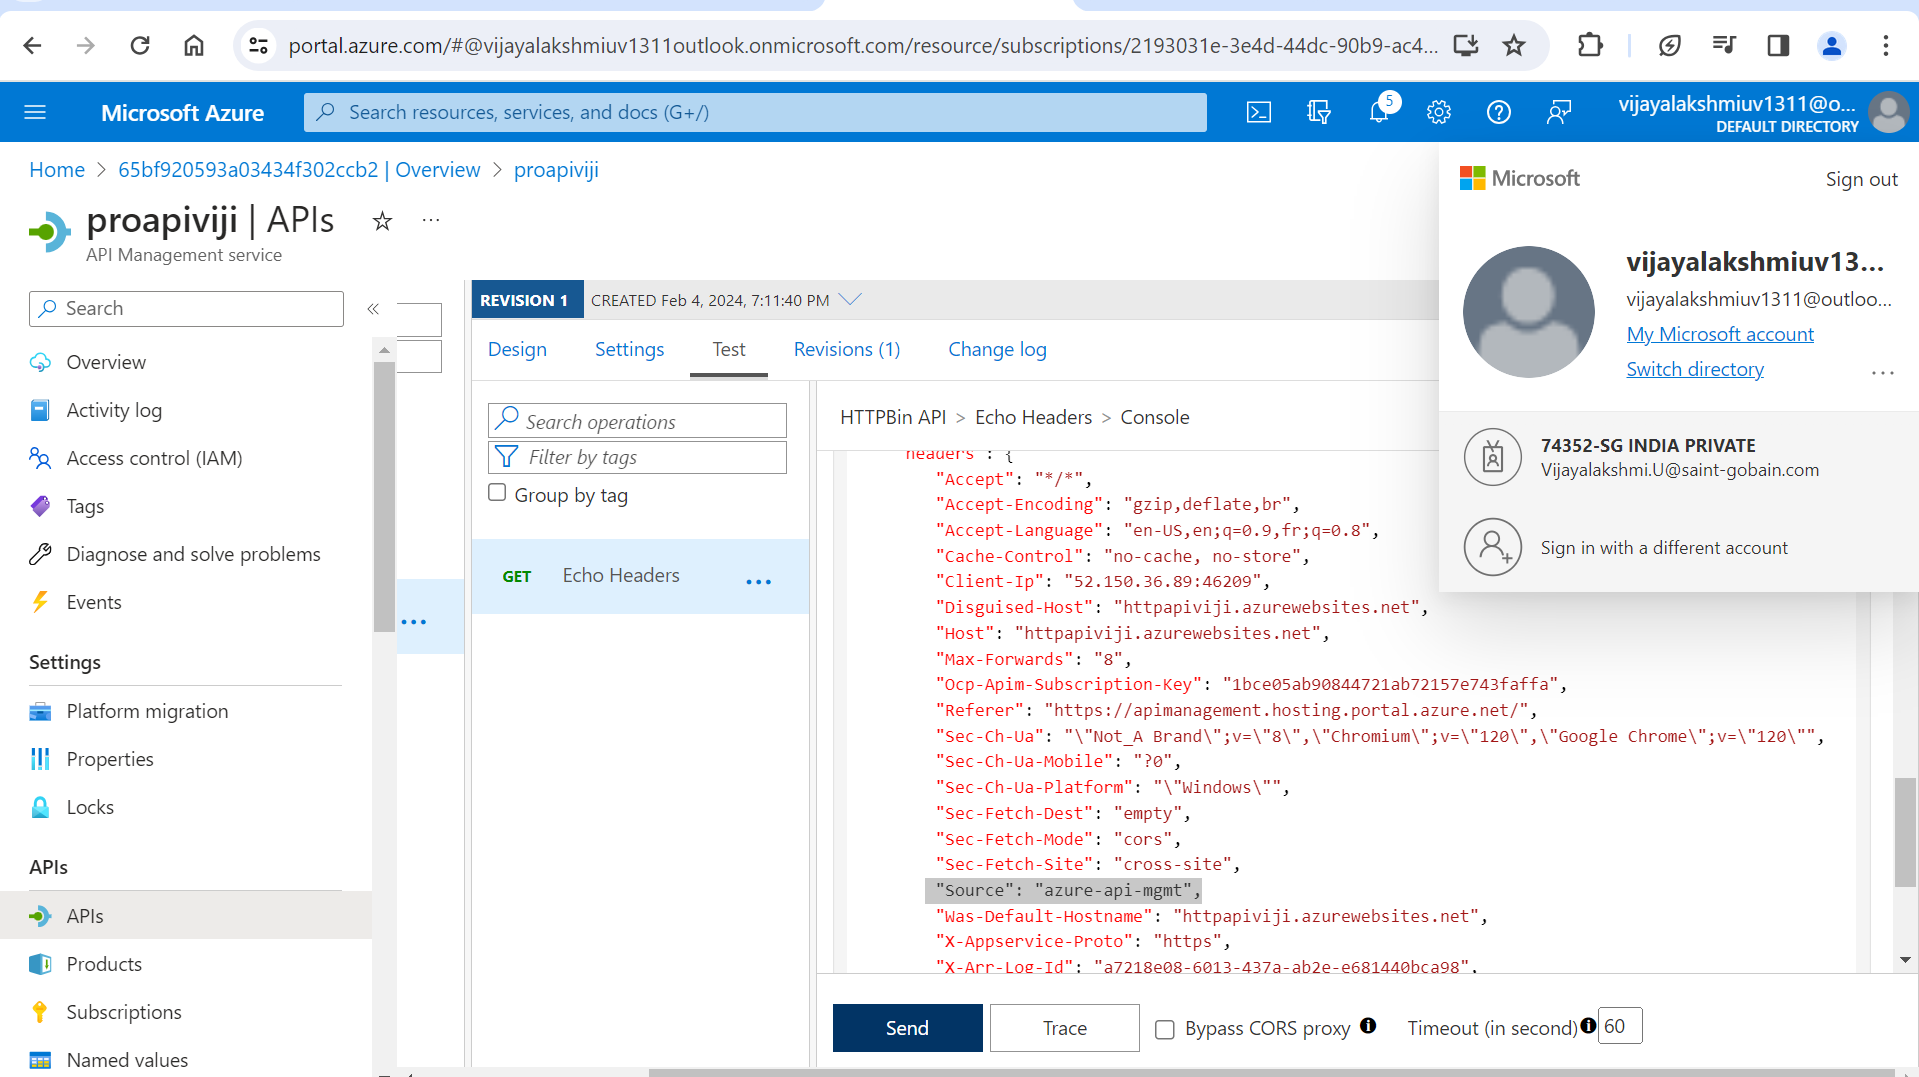 portal.azure.com/#@vijayalakshmiuv1311outlook.onmicrosoft.com/resource/subscriptions/2193031e-3e4d-44dc-90b9-ac4...
Microsoft Azure
Search resources, services, and docs (G+/)
5
vijayalakshmiuv1311@o...
DEFAULT DIRECTORY
Home > 65bf920593a03434f302ccb2 | Overview > proapiviji
proapiviji | APIs
API Management service
Microsoft
Sign out
vijayalakshmiuv13...
vijayalakshmiuv1311@outloo...
My Microsoft account
Switch directory
74352-SG INDIA PRIVATE
Vijayalakshmi.U@saint-gobain.com
Sign in with a different account
Search
Overview
Activity log
Access control (IAM)
Tags
Diagnose and solve problems
Events
Settings
Platform migration
Properties
Locks
APIs
APIs
Products
Subscriptions
Named values
REVISION 1
CREATED Feb 4, 2024, 7:11:40 PM
Design
Settings
Test
Revisions (1)
Change log
Search operations
Filter by tags
Group by tag
GET
Echo Headers
HTTPBin API > Echo Headers > Console
"headers": {
"Accept": "*/*",
"Accept-Encoding": "gzip,deflate,br",
"Accept-Language": "en-US,en;q=0.9,fr;q=0.8",
"Cache-Control": "no-cache, no-store",
"Client-Ip": "52.150.36.89:46209",
"Disguised-Host": "httpapiviji.azurewebsites.net",
"Host": "httpapiviji.azurewebsites.net",
"Max-Forwards": "8",
"Ocp-Apim-Subscription-Key": "1bce05ab90844721ab72157e743faffa",
"Referer": "https://apimanagement.hosting.portal.azure.net/",
"Sec-Ch-Ua": "\"Not_A Brand\";v=\"8\",\"Chromium\";v=\"120\",\"Google Chrome\";v=\"120\"",
"Sec-Ch-Ua-Mobile": "?0",
"Sec-Ch-Ua-Platform": "\"Windows\"",
"Sec-Fetch-Dest": "empty",
"Sec-Fetch-Mode": "cors",
"Sec-Fetch-Site": "cross-site",
"Source": "azure-api-mgmt",
"Was-Default-Hostname": "httpapiviji.azurewebsites.net",
"X-Appservice-Proto": "https",
"X-Arr-Log-Id": "a7218e08-6013-437a-ab2e-e681440bca98",
Send
Trace
Bypass CORS proxy
Timeout (in second)
60